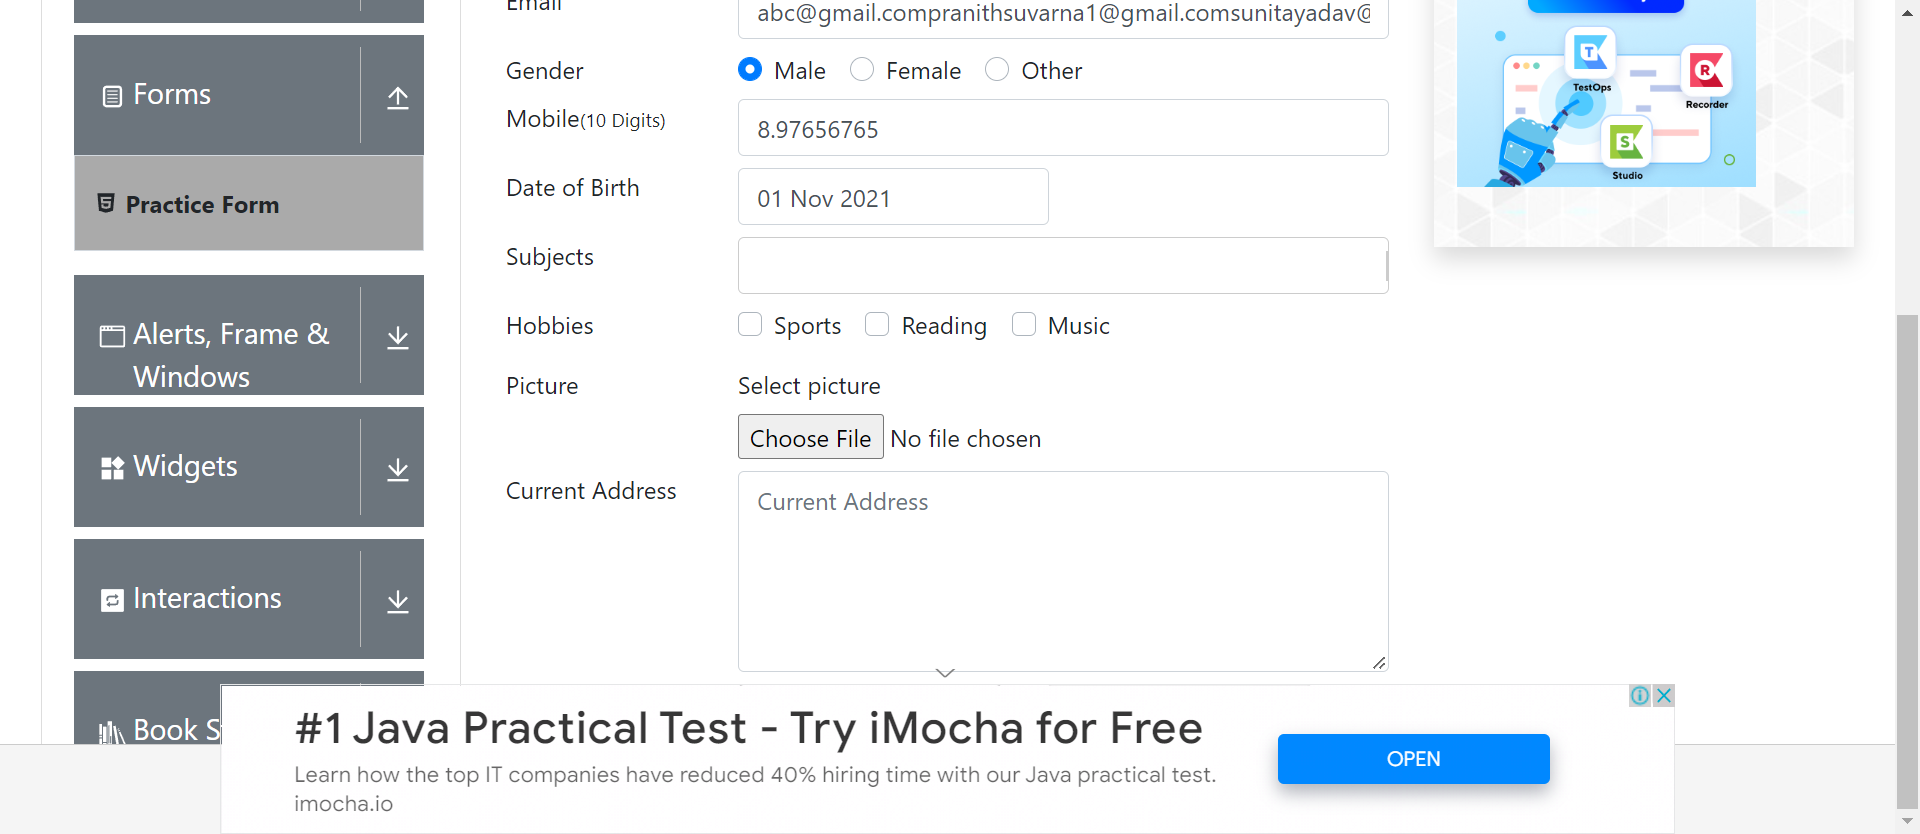 Email
abc@gmail.compranithsuvarna1@gmail.comsunitayadav@
Forms
Gender
Male
Female
Other
Mobile(10 Digits)
8.97656765
Practice Form
Date of Birth
01 Nov 2021
Subjects
Hobbies
Sports
Reading
Music
Alerts, Frame &
Windows
Picture
Select picture
Choose File
No file chosen
Widgets
Current Address
Current Address
Interactions
Book S
TestOps
Recorder
Studio
#1 Java Practical Test - Try iMocha for Free
Learn how the top IT companies have reduced 40% hiring time with our Java practical test.
imocha.io
OPEN